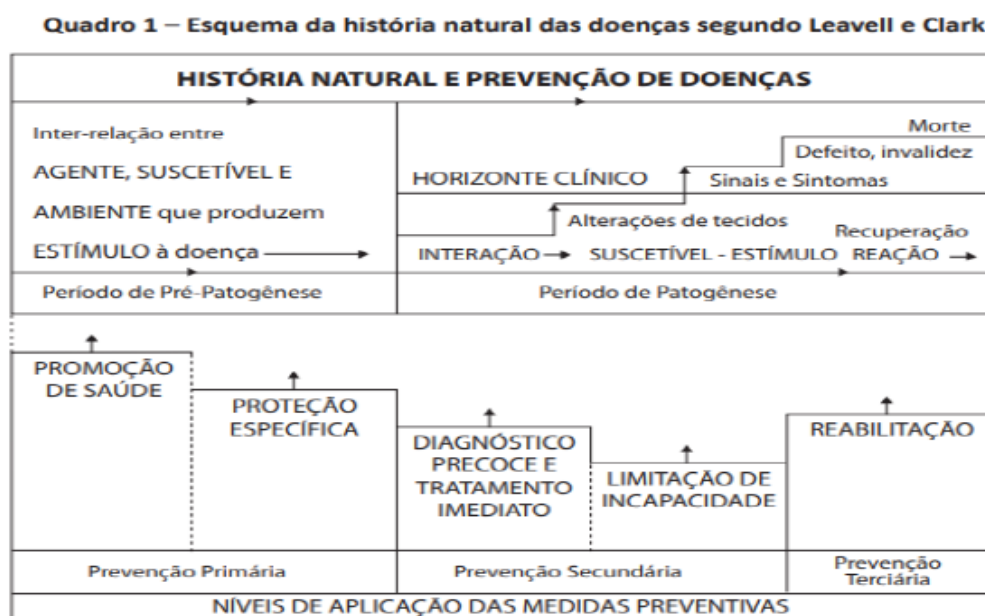 Quadro 1 – Esquema da história natural das doenças segundo Leavell e Clark
HISTÓRIA NATURAL E PREVENÇÃO DE DOENÇAS
Inter-relação entre
AGENTE, SUSCETÍVEL E
AMBIENTE que produzem
ESTÍMULO à doença
Morte
Defeito, invalidez
HORIZONTE CLÍNICO
Sinais e Sintomas
Alterações de tecidos
Recuperação
INTERAÇÃO
SUSCETÍVEL - ESTÍMULO
REAÇÃO
Período de Pré-Patogênese
Período de Patogênese
PROMOÇÃO
DE SAÚDE
PROTEÇÃO
ESPECÍFICA
DIAGNÓSTICO
PRECOCE E
TRATAMENTO
IMEDIATO
LIMITAÇÃO DE
INCAPACIDADE
REABILITAÇÃO
Prevenção Primária
Prevenção Secundária
Prevenção
Terciária
NÍVEIS DE APLICAÇÃO DAS MEDIDAS PREVENTIVAS